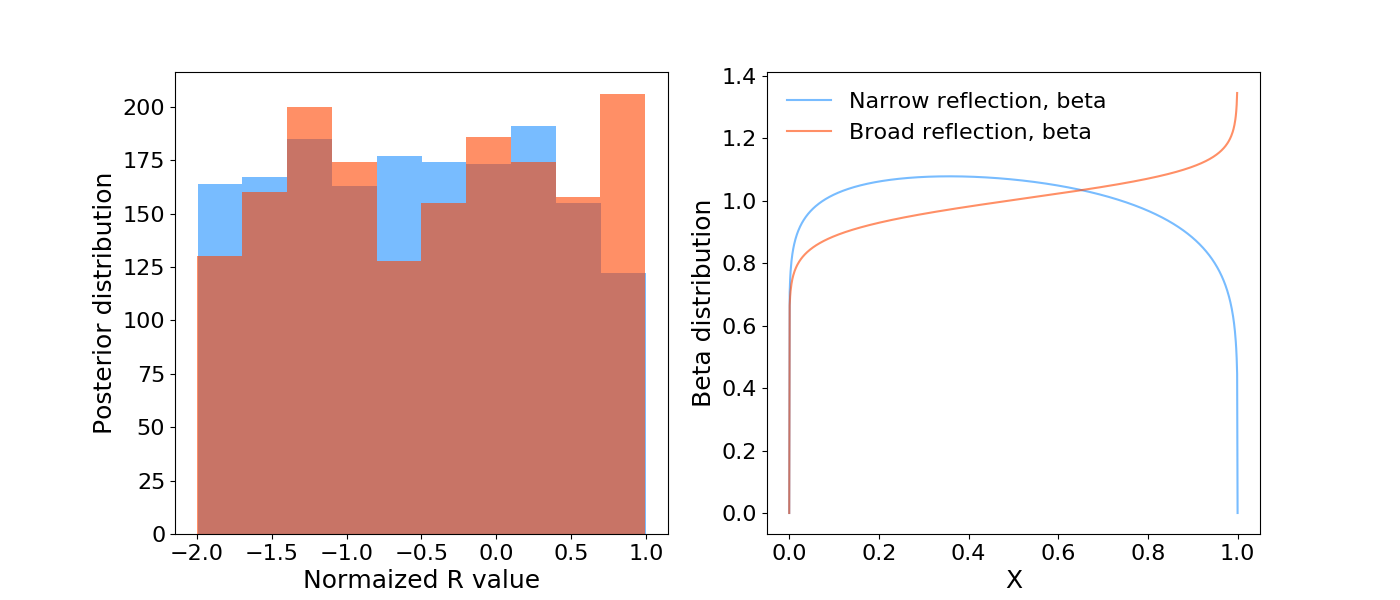 Posterior distribution
200
175
150
125
100
75
50
25
0
−2.0 −1.5 −1.0 −0.5 0.0 0.5 1.0
Normaized R value
Beta distribution
1.4
1.2
1.0
0.8
0.6
0.4
0.2
0.0
Narrow reflection, beta
Broad reflection, beta
0.0 0.2 0.4 0.6 0.8 1.0
X